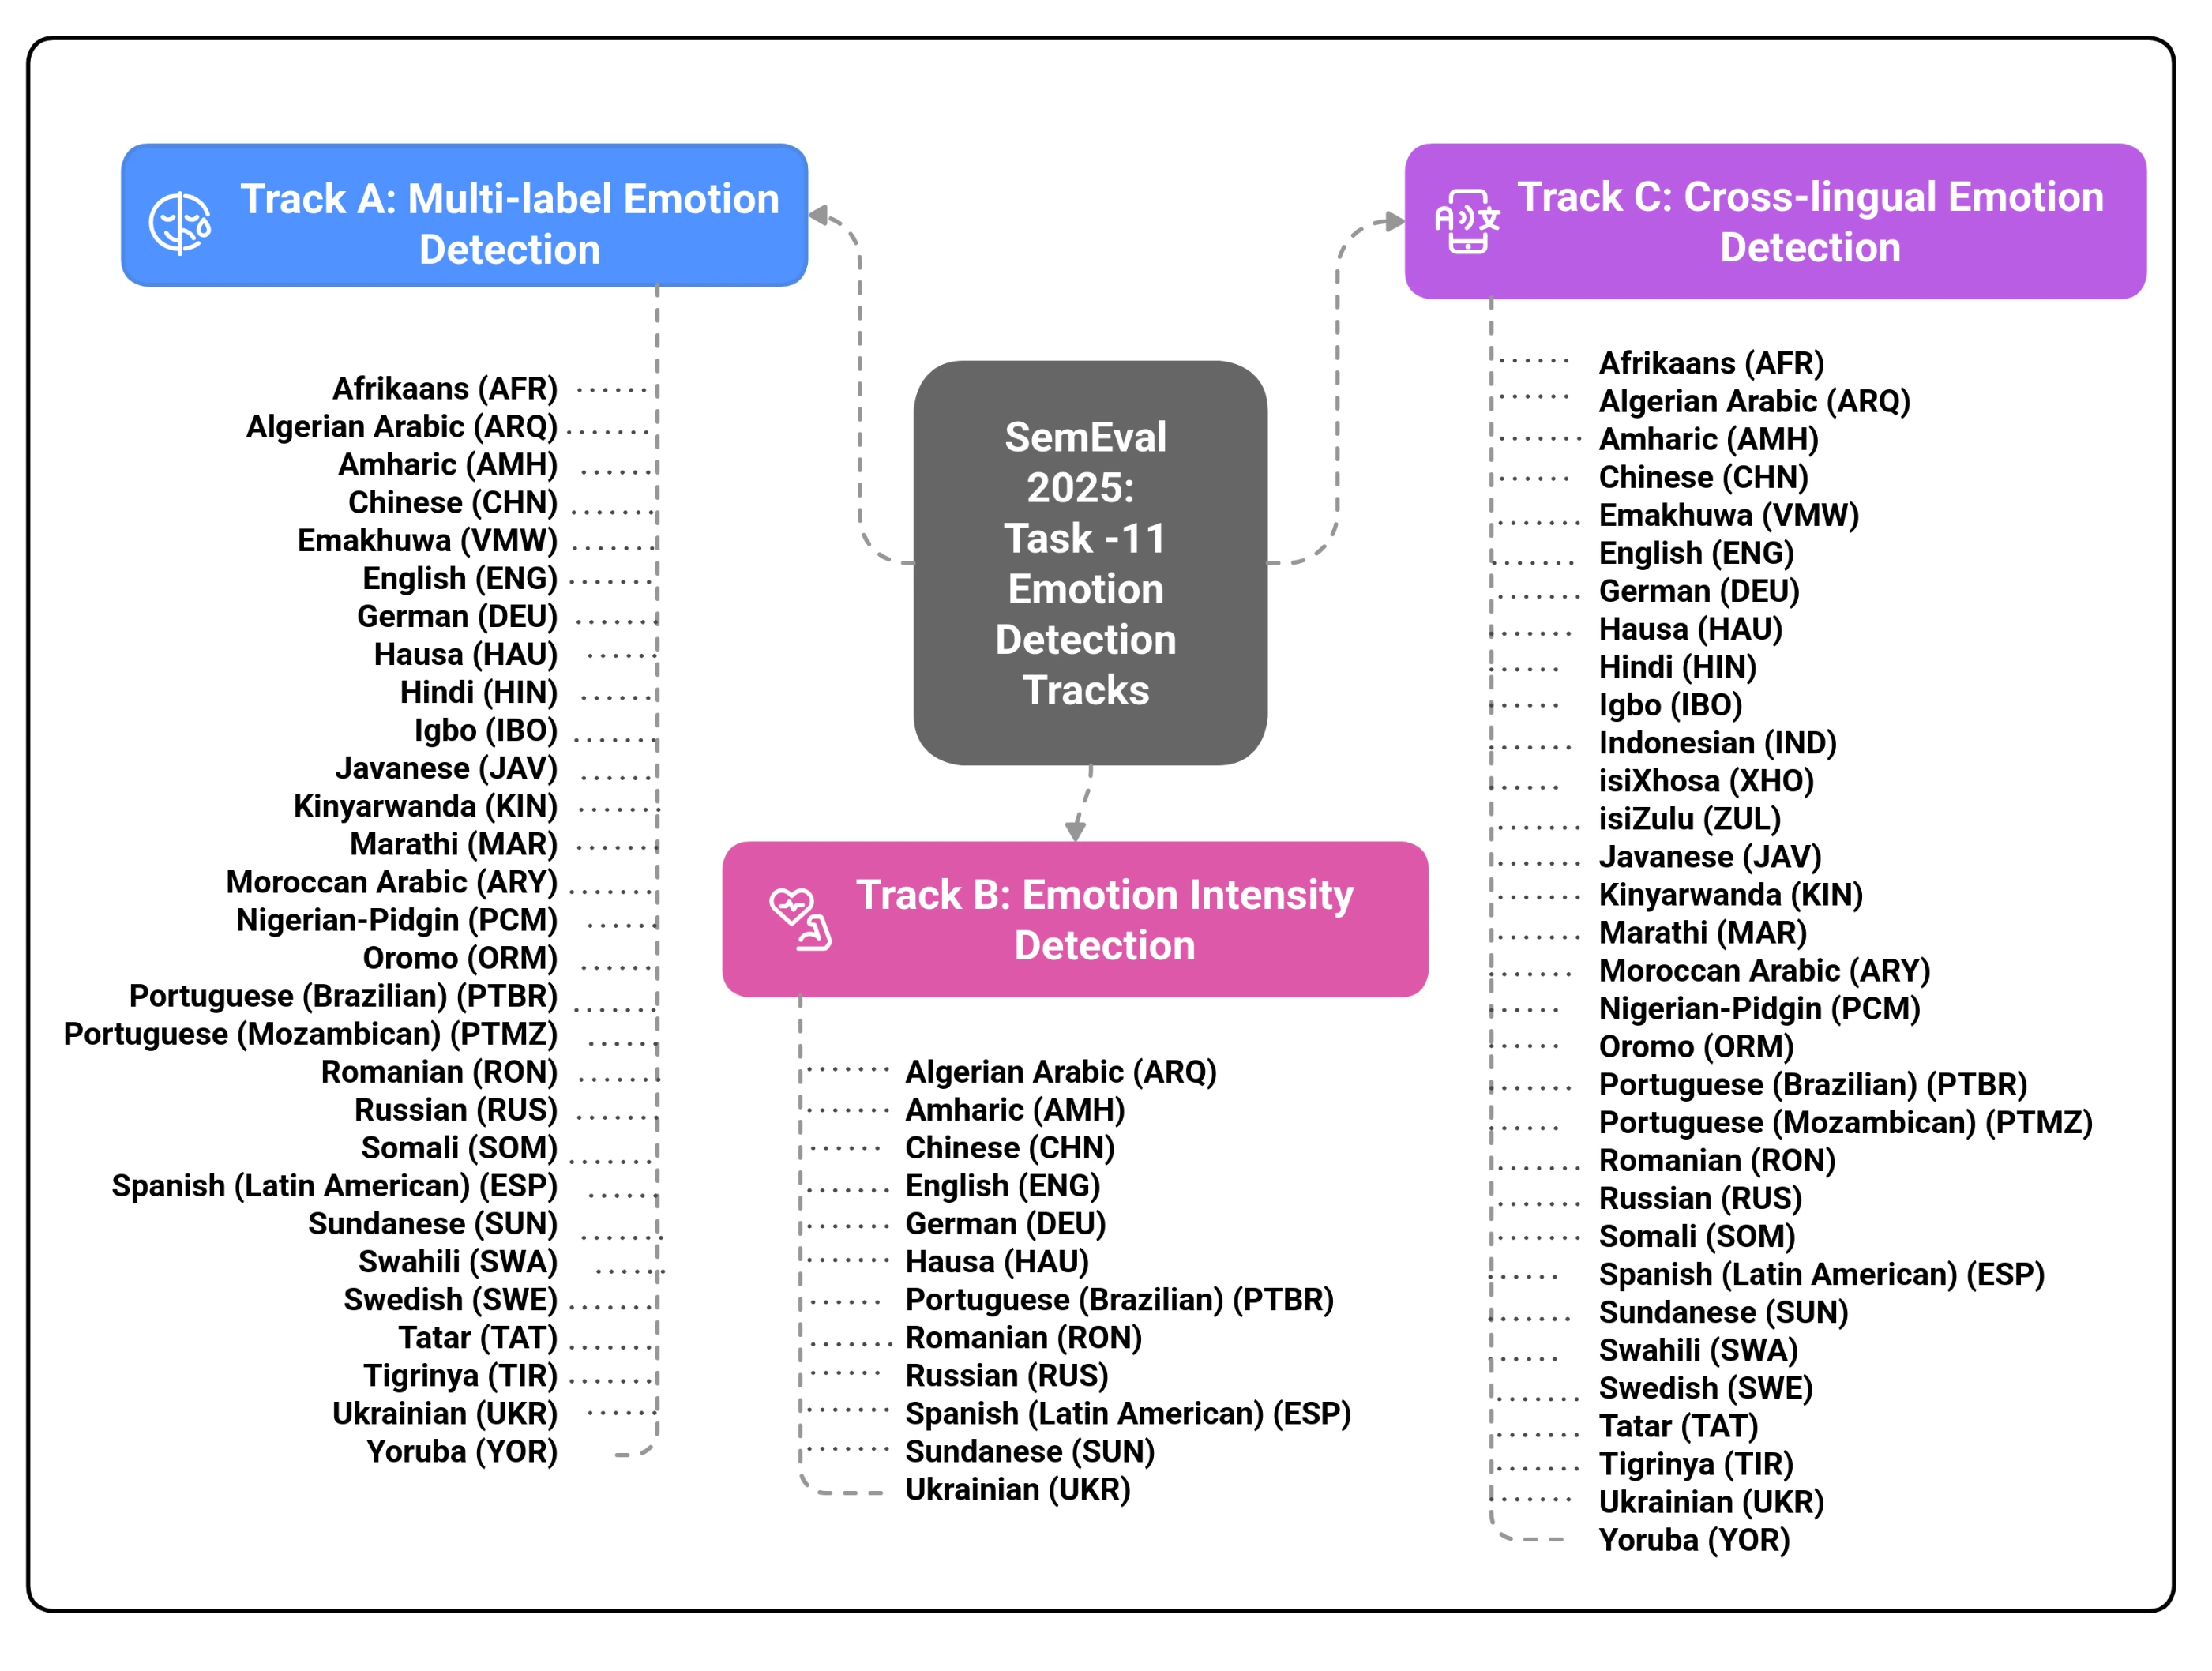 Track A: Multi-label Emotion
Detection
Afrikaans (AFR)
Algerian Arabic (ARQ)
Amharic (AMH)
Chinese (CHN)
Emakhuwa (VMW)
English (ENG)
German (DEU)
Hausa (HAU)
Hindi (HIN)
Igbo (IBO)
Javanese (JAV)
Kinyarwanda (KIN)
Marathi (MAR)
Moroccan Arabic (ARY)
Nigerian-Pidgin (PCM)
Oromo (ORM)
Portuguese (Brazilian) (PTBR)
Portuguese (Mozambican) (PTMZ)
Romanian (RON)
Russian (RUS)
Somali (SOM)
Spanish (Latin American) (ESP)
Sundanese (SUN)
Swahili (SWA)
Swedish (SWE)
Tatar (TAT)
Tigrinya (TIR)
Ukrainian (UKR)
Yoruba (YOR)
SemEval
2025:
Task -11
Emotion
Detection
Tracks
Track B: Emotion Intensity
Detection
Algerian Arabic (ARQ)
Amharic (AMH)
Chinese (CHN)
English (ENG)
German (DEU)
Hausa (HAU)
Portuguese (Brazilian) (PTBR)
Romanian (RON)
Russian (RUS)
Spanish (Latin American) (ESP)
Sundanese (SUN)
Ukrainian (UKR)
Track C: Cross-lingual Emotion
Detection
Afrikaans (AFR)
Algerian Arabic (ARQ)
Amharic (AMH)
Chinese (CHN)
Emakhuwa (VMW)
English (ENG)
German (DEU)
Hausa (HAU)
Hindi (HIN)
Igbo (IBO)
Indonesian (IND)
isiXhosa (XHO)
isiZulu (ZUL)
Javanese (JAV)
Kinyarwanda (KIN)
Marathi (MAR)
Moroccan Arabic (ARY)
Nigerian-Pidgin (PCM)
Oromo (ORM)
Portuguese (Brazilian) (PTBR)
Portuguese (Mozambican) (PTMZ)
Romanian (RON)
Russian (RUS)
Somali (SOM)
Spanish (Latin American) (ESP)
Sundanese (SUN)
Swahili (SWA)
Swedish (SWE)
Tatar (TAT)
Tigrinya (TIR)
Ukrainian (UKR)
Yoruba (YOR)